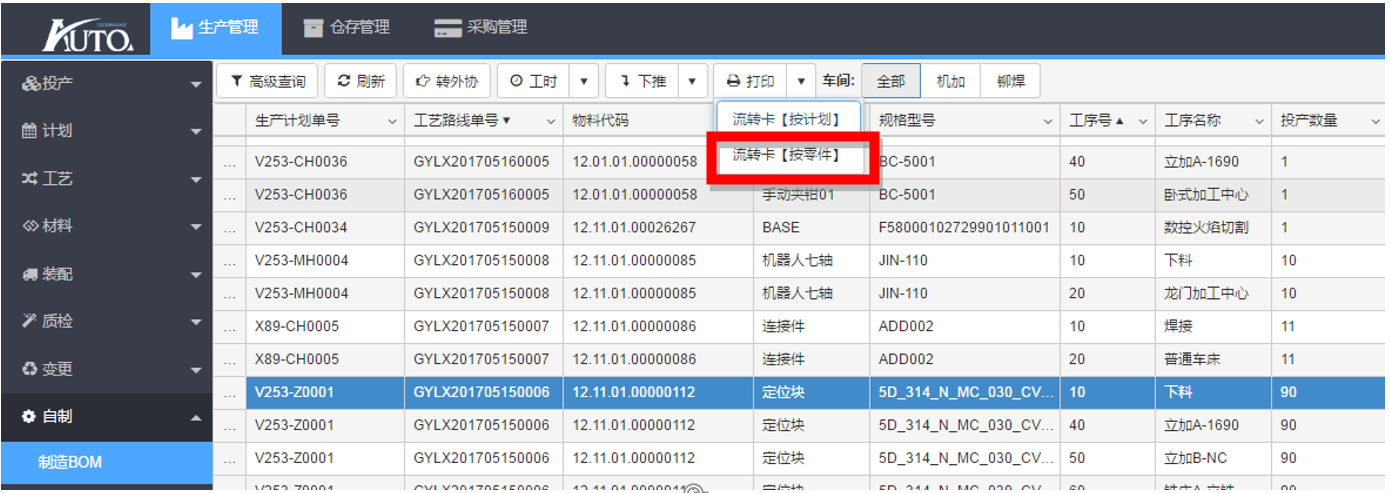 AUTO TECHNOLOGY 生产管理 仓存管理 采购管理
投产
计划
工艺
材料
装配
质检
变更
自制
制造BOM
高级查询 刷新 转外协 工时 下推 打印 车间: 全部 机加 铆焊
流转卡【按计划】
流转卡【按零件】
生产计划单号 工艺路线单号 物料代码 规格型号 工序号 工序名称 投产数量
... V253-CH0036 GYLX201705160005 12.01.01.00000058 BC-5001 40 立加A-1690 1
... V253-CH0036 GYLX201705160005 12.01.01.00000058 手动夹钳01 BC-5001 50 卧式加工中心 1
... V253-CH0034 GYLX201705150009 12.11.01.00026267 BASE F58000102729901011001 10 数控火焰切割 1
... V253-MH0004 GYLX201705150008 12.11.01.00000085 机器人七轴 JIN-110 10 下料 10
... V253-MH0004 GYLX201705150008 12.11.01.00000085 机器人七轴 JIN-110 20 龙门加工中心 10
... X89-CH0005 GYLX201705150007 12.11.01.00000086 连接件 ADD002 10 焊接 11
... X89-CH0005 GYLX201705150007 12.11.01.00000086 连接件 ADD002 20 普通车床 11
... V253-Z0001 GYLX201705150006 12.11.01.00000112 定位块 5D_314_N_MC_030_CV... 10 下料 90
... V253-Z0001 GYLX201705150006 12.11.01.00000112 定位块 5D_314_N_MC_030_CV... 40 立加A-1690 90
... V253-Z0001 GYLX201705150006 12.11.01.00000112 定位块 5D_314_N_MC_030_CV... 50 立加B-NC 90